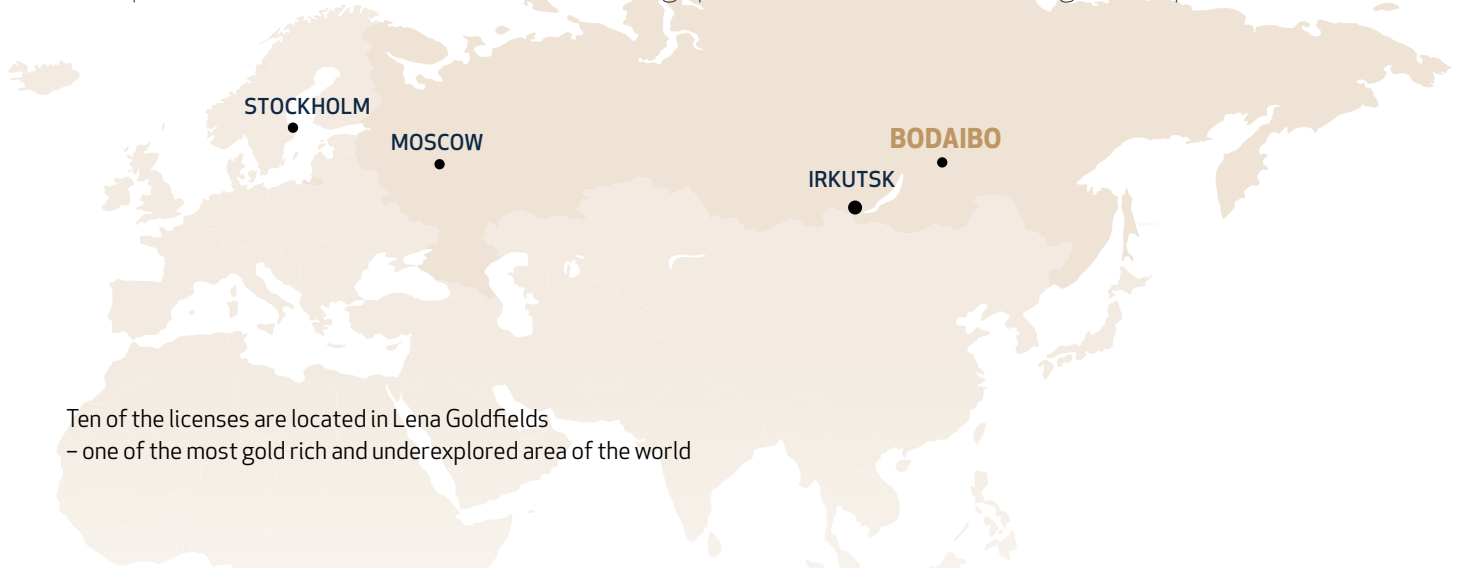 STOCKHOLM
MOSCOW
BODAIBO
IRKUTSK
Ten of the licenses are located in Lena Goldfields
– one of the most gold rich and underexplored area of the world